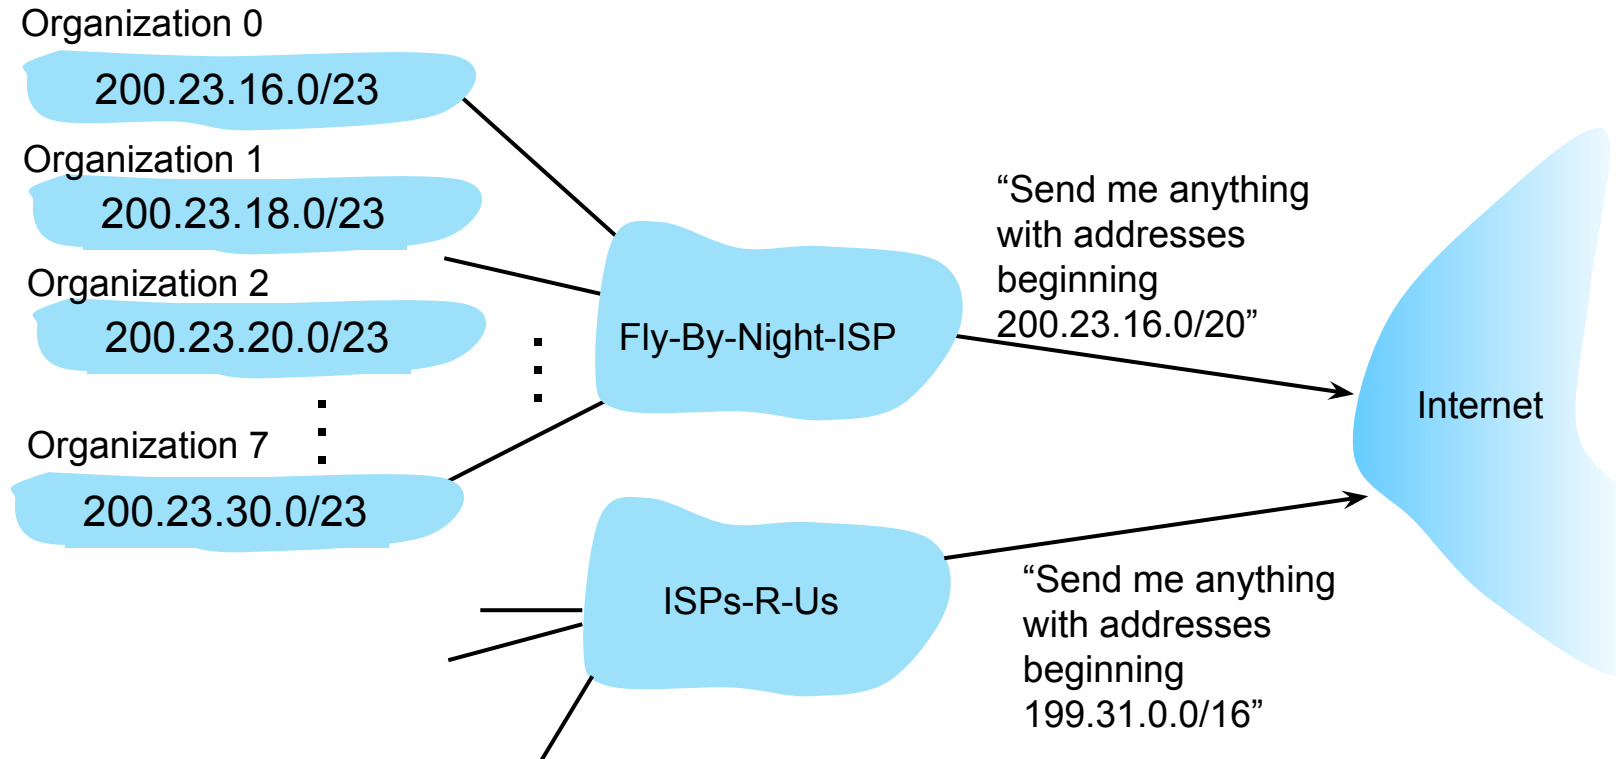 Organization 0
200.23.16.0/23
Organization 1
200.23.18.0/23
Organization 2
200.23.20.0/23
Organization 7
200.23.30.0/23
Fly-By-Night-ISP
“Send me anything
with addresses
beginning
200.23.16.0/20”
Internet
ISPs-R-Us
“Send me anything
with addresses
beginning
199.31.0.0/16”